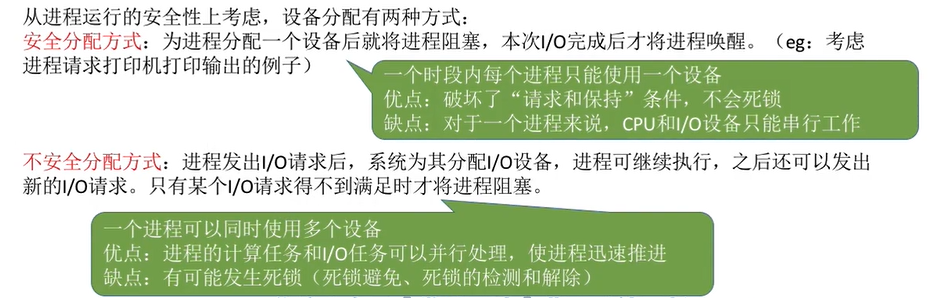 从进程运行的安全性上考虑，设备分配有两种方式：
安全分配方式：为进程分配一个设备后就将进程阻塞，本次I/O完成后才将进程唤醒。（eg：考虑
进程请求打印机打印输出的例子）
一个时段内每个进程只能使用一个设备
优点：破坏了“请求和保持”条件，不会死锁
缺点：对于一个进程来说，CPU和I/O设备只能串行工作
不安全分配方式：进程发出I/O请求后，系统为其分配I/O设备，进程可继续执行，之后还可以发出
新的I/O请求。只有某个I/O请求得不到满足时才将进程阻塞。
一个进程可以同时使用多个设备
优点：进程的计算任务和I/O任务可以并行处理，使进程迅速推进
缺点：有可能发生死锁（死锁避免、死锁的检测和解除）